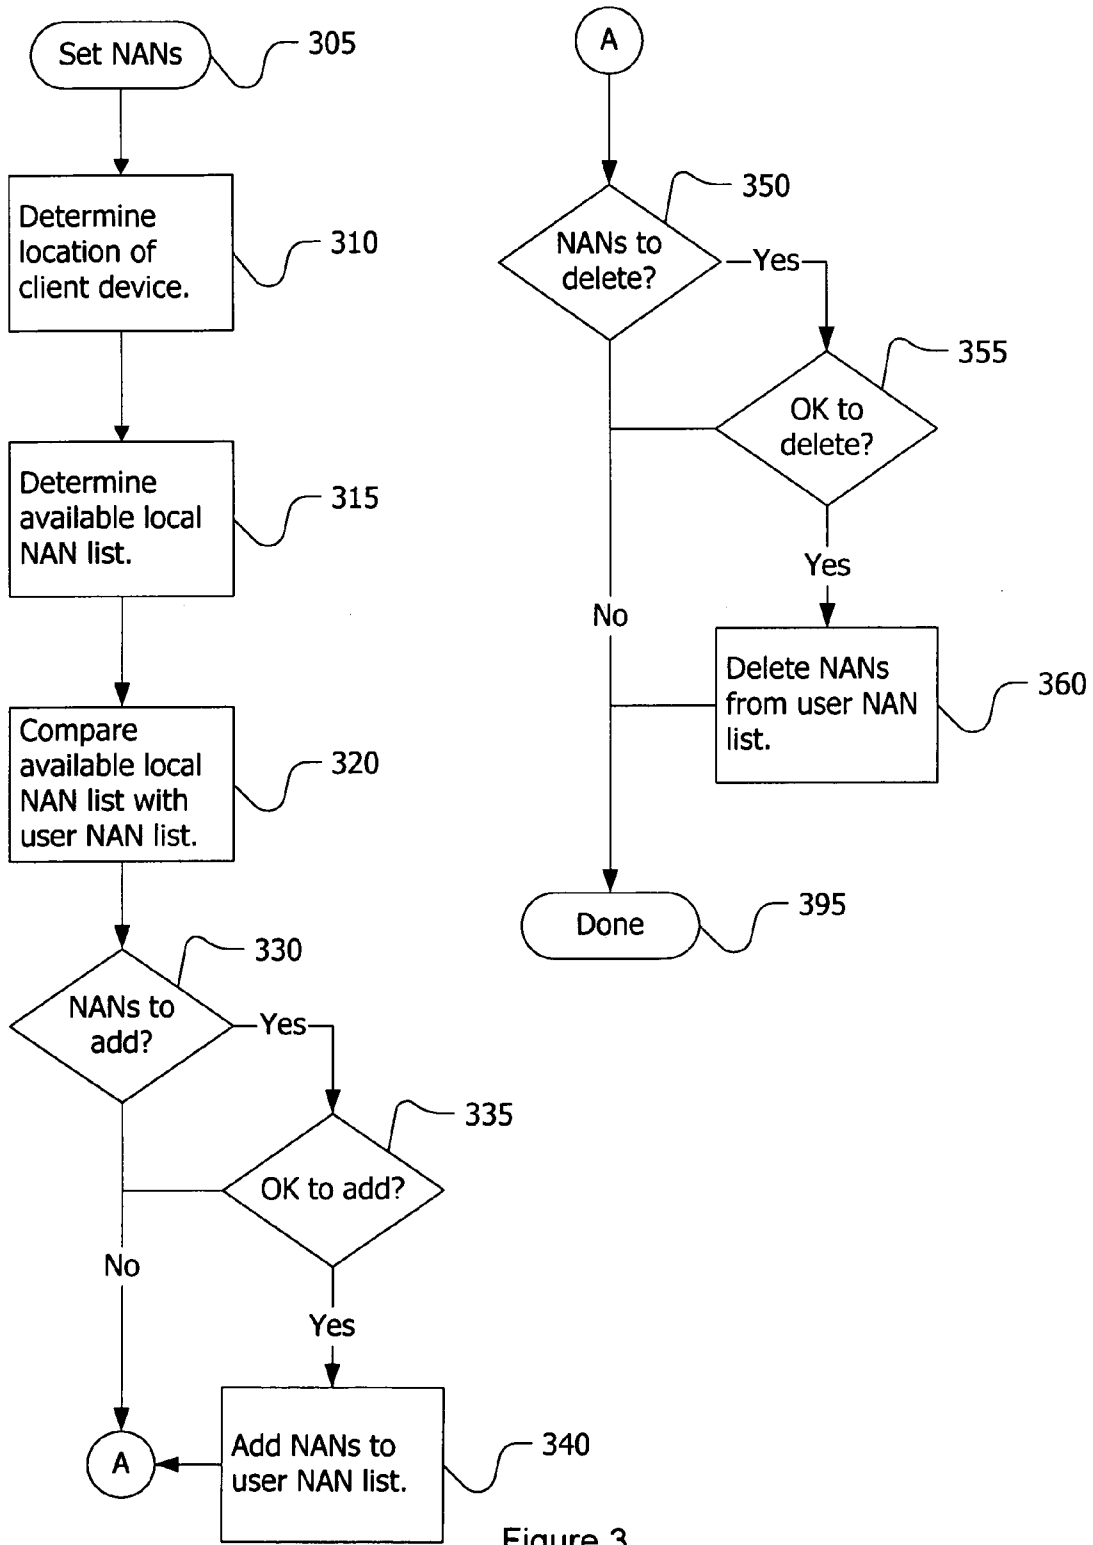 Set NANs
305
Determine
location of
client device.
310
Determine
available local
NAN list.
315
Compare
available local
NAN list with
user NAN list.
320
330
NANs to
add?
Yes
335
OK to add?
No
Yes
A
Add NANs to
user NAN list.
340
A
350
NANs to
delete?
Yes
355
OK to
delete?
Yes
No
Delete NANs
from user NAN
list.
360
Done
395
Figure 3